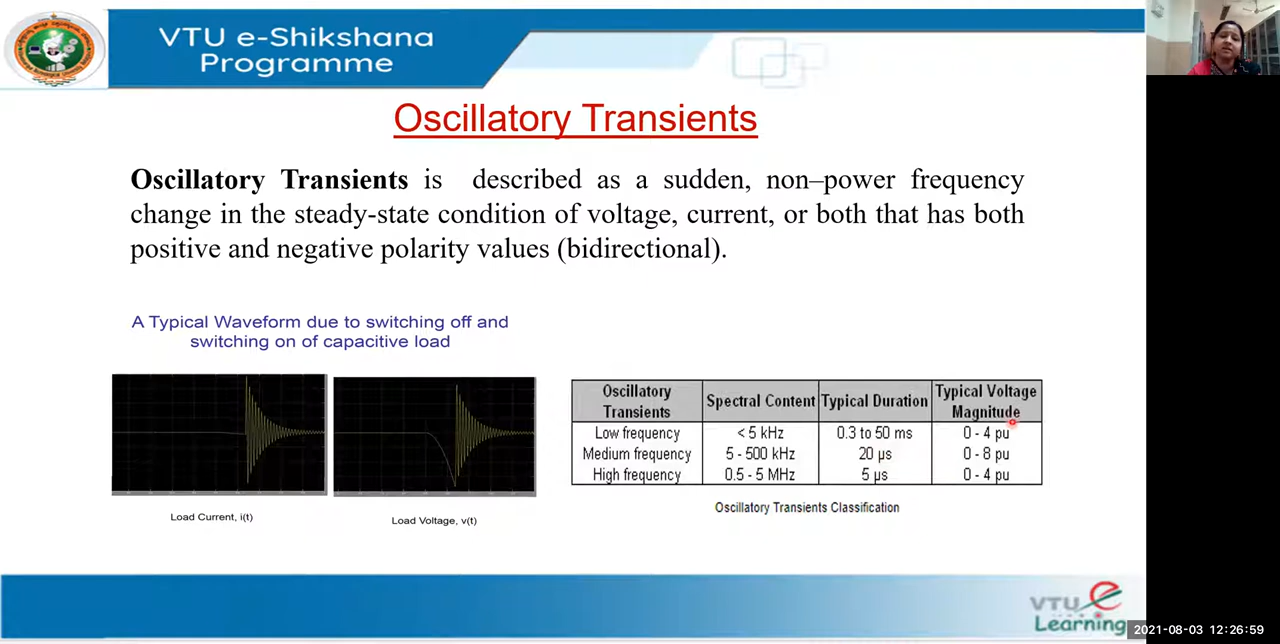 VTU e-Shikshana
Programme
Oscillatory Transients
Oscillatory Transients is described as a sudden, non–power frequency
change in the steady-state condition of voltage, current, or both that has both
positive and negative polarity values (bidirectional).
A Typical Waveform due to switching off and
switching on of capacitive load
Load Current, i(t)
Load Voltage, v(t)
Oscillatory Transients Spectral Content Typical Duration Typical Voltage Magnitude
Low frequency < 5 kHz 0.3 to 50 ms 0 - 4 pu
Medium frequency 5 - 500 kHz 20 µs 0 - 8 pu
High frequency 0.5 - 5 MHz 5 µs 0 - 4 pu
Oscillatory Transients Classification
VTU e
Learning
2021-08-03 12:26:59